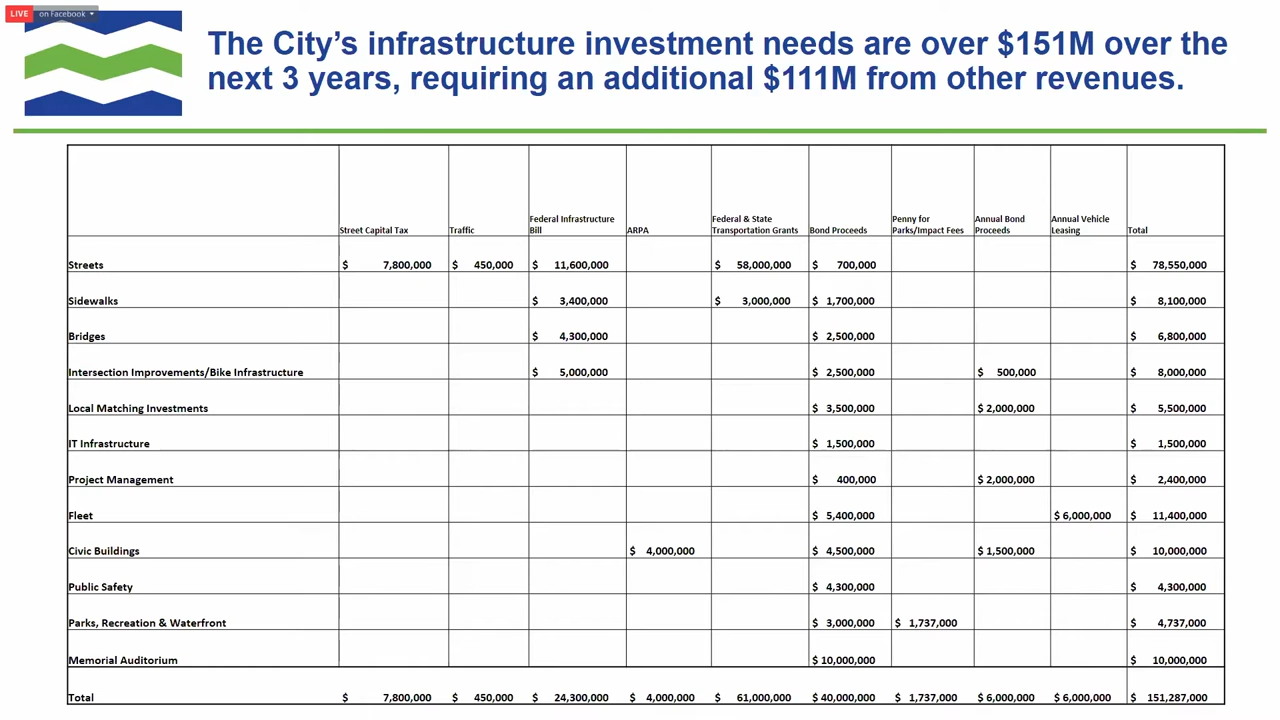 LIVE on Facebook
The City's infrastructure investment needs are over $151M over the
next 3 years, requiring an additional $111M from other revenues.
Street Capital Tax Traffic Federal Infrastructure Bill ARPA Federal & State Transportation Grants Bond Proceeds Penny for Parks/Impact Fees Annual Bond Proceeds Annual Vehicle Leasing Total
Streets $ 7,800,000 $ 450,000 $ 11,600,000 $ 58,000,000 $ 700,000 $ 78,550,000
Sidewalks $ 3,400,000 $ 3,000,000 $ 1,700,000 $ 8,100,000
Bridges $ 4,300,000 $ 2,500,000 $ 6,800,000
Intersection Improvements/Bike Infrastructure $ 5,000,000 $ 2,500,000 $ 500,000 $ 8,000,000
Local Matching Investments $ 3,500,000 $ 2,000,000 $ 5,500,000
IT Infrastructure $ 1,500,000 $ 1,500,000
Project Management $ 400,000 $ 2,000,000 $ 2,400,000
Fleet $ 5,400,000 $ 6,000,000 $ 11,400,000
Civic Buildings $ 4,000,000 $ 4,500,000 $ 1,500,000 $ 10,000,000
Public Safety $ 4,300,000 $ 4,300,000
Parks, Recreation & Waterfront $ 3,000,000 $ 1,737,000 $ 4,737,000
Memorial Auditorium $ 10,000,000 $ 10,000,000
Total $ 7,800,000 $ 450,000 $ 24,300,000 $ 4,000,000 $ 61,000,000 $ 40,000,000 $ 1,737,000 $ 6,000,000 $ 6,000,000 $ 151,287,000